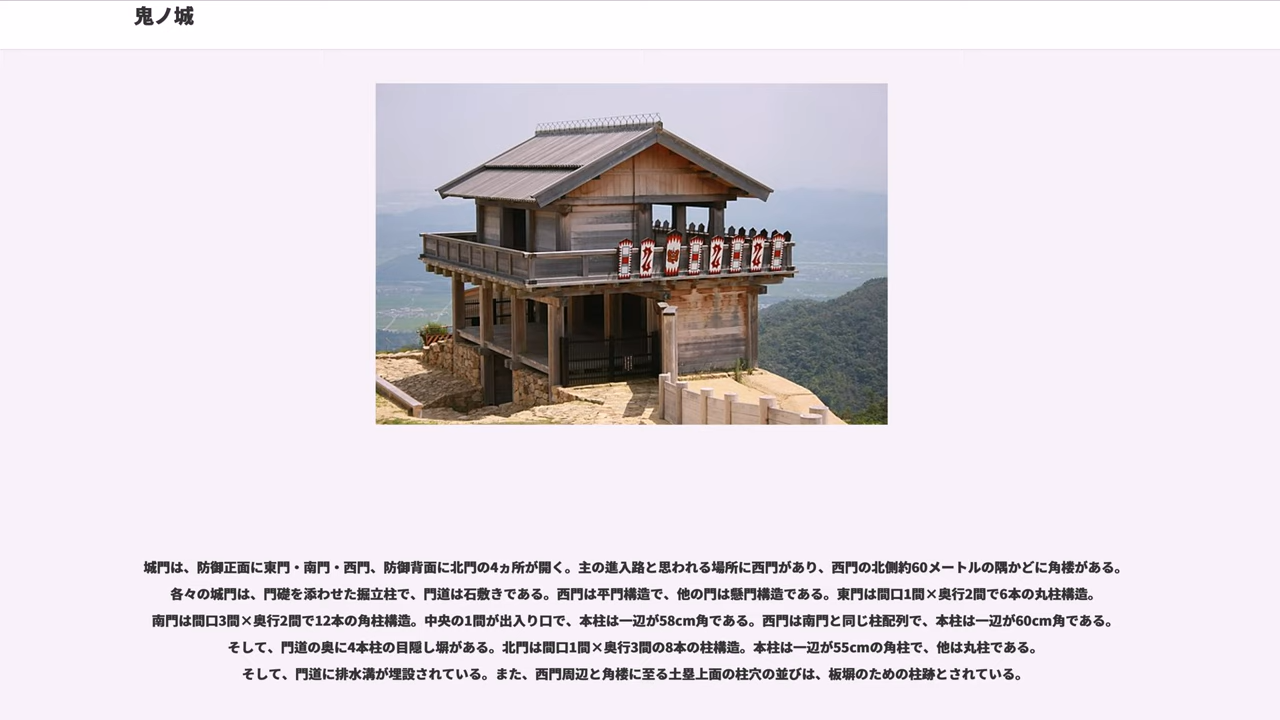 鬼ノ城
城門は、防御正面に東門・南門・西門、防御背面に北門の4ヵ所が開く。主の進入路と思われる場所に西門があり、西門の北側約60メートルの隅かどに角楼がある。
各々の城門は、門礎を添わせた掘立柱で、門道は石敷きである。西門は平門構造で、他の門は懸門構造である。東門は間口1間×奥行2間で6本の丸柱構造。
南門は間口3間×奥行2間で12本の角柱構造。中央の1間が出入り口で、本柱は一辺が58cm角である。西門は南門と同じ柱配列で、本柱は一辺が60cm角である。
そして、門道の奥に4本柱の目隠し塀がある。北門は間口1間×奥行3間の8本の柱構造。本柱は一辺が55cmの角柱で、他は丸柱である。
そして、門道に排水溝が埋設されている。また、西門周辺と角楼に至る土塁上面の柱穴の並びは、板塀のための柱跡とされている。